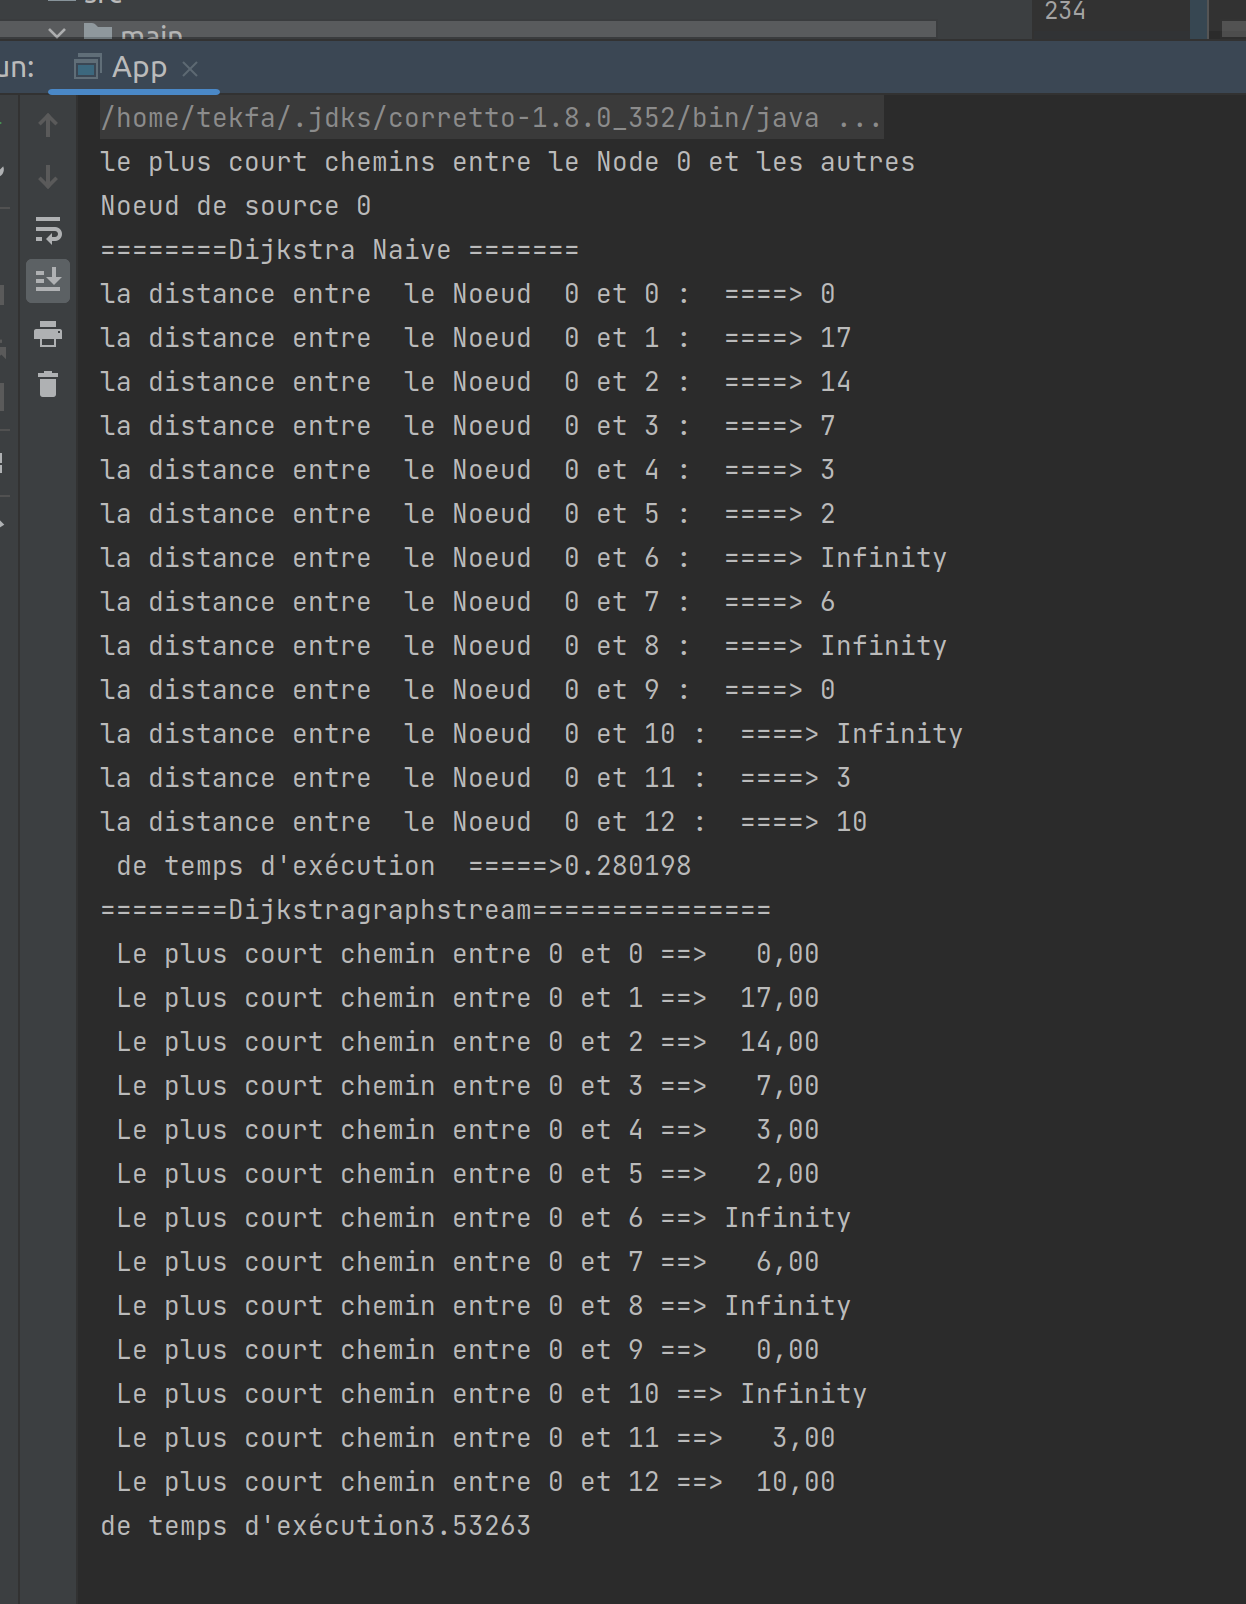 234
main
un:
App
/home/tekfa/.jdks/corretto-1.8.0_352/bin/java ...
le plus court chemins entre le Node 0 et les autres
Noeud de source 0
========Dijkstra Naive =======
la distance entre  le Noeud  0 et 0 :  ====> 0
la distance entre  le Noeud  0 et 1 :  ====> 17
la distance entre  le Noeud  0 et 2 :  ====> 14
la distance entre  le Noeud  0 et 3 :  ====> 7
la distance entre  le Noeud  0 et 4 :  ====> 3
la distance entre  le Noeud  0 et 5 :  ====> 2
la distance entre  le Noeud  0 et 6 :  ====> Infinity
la distance entre  le Noeud  0 et 7 :  ====> 6
la distance entre  le Noeud  0 et 8 :  ====> Infinity
la distance entre  le Noeud  0 et 9 :  ====> 0
la distance entre  le Noeud  0 et 10 :  ====> Infinity
la distance entre  le Noeud  0 et 11 :  ====> 3
la distance entre  le Noeud  0 et 12 :  ====> 10
 de temps d'exécution  =====>0.280198
========Dijkstragraphstream===============
 Le plus court chemin entre 0 et 0 ==>   0,00
 Le plus court chemin entre 0 et 1 ==>  17,00
 Le plus court chemin entre 0 et 2 ==>  14,00
 Le plus court chemin entre 0 et 3 ==>   7,00
 Le plus court chemin entre 0 et 4 ==>   3,00
 Le plus court chemin entre 0 et 5 ==>   2,00
 Le plus court chemin entre 0 et 6 ==> Infinity
 Le plus court chemin entre 0 et 7 ==>   6,00
 Le plus court chemin entre 0 et 8 ==> Infinity
 Le plus court chemin entre 0 et 9 ==>   0,00
 Le plus court chemin entre 0 et 10 ==> Infinity
 Le plus court chemin entre 0 et 11 ==>   3,00
 Le plus court chemin entre 0 et 12 ==>  10,00
de temps d'exécution3.53263